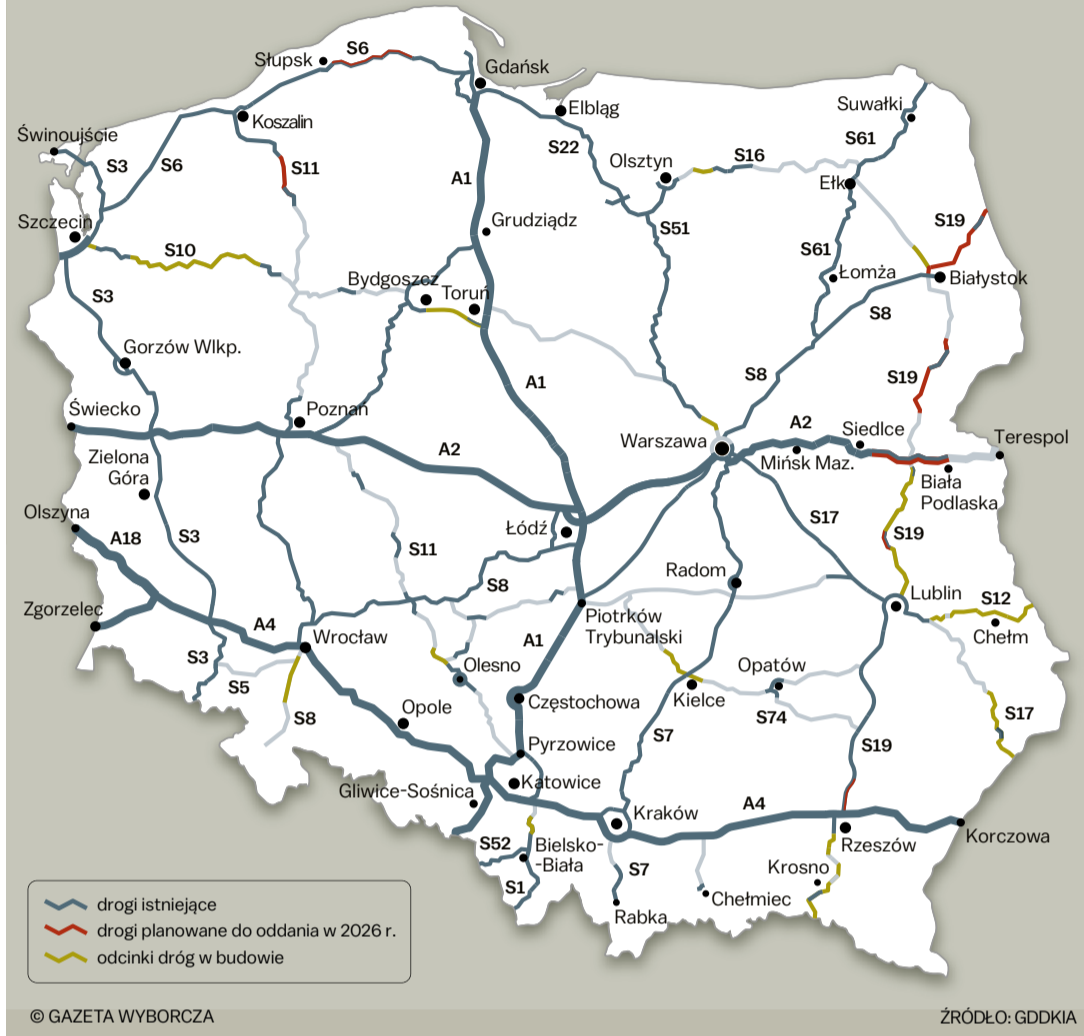 S6
Słupsk
Gdańsk
Elbląg
Suwałki
Koszalin
Świnoujście
S3
S6
S11
A1
S22
Olsztyn
S16
S61
Ełk
Szczecin
S10
Grudziądz
S51
S19
S61
Łomża
Białystok
Bydgoszcz
Toruń
S3
S8
Gorzów Wlkp.
A1
S8
S19
Świecko
Poznań
A2
Warszawa
A2
Siedlce
Terespol
Mińsk Maz.
Biała
Podlaska
Zielona
Góra
Olszyna
A18
S3
Łódź
S17
S19
S11
S8
Radom
Lublin
S12
Chełm
Zgorzelec
A4
Wrocław
Piotrków
Trybunalski
A1
S3
S5
Olesno
Opatów
Kielce
S74
S17
S8
Opole
Częstochowa
S7
S19
Pyrzowice
Katowice
Gliwice-Sośnica
Kraków
A4
Korczowa
Rzeszów
S52
Bielsko-
-Biała
S1
S7
Krosno
Chełmiec
Rabka
drogi istniejące
drogi planowane do oddania w 2026 r.
odcinki dróg w budowie
© GAZETA WYBORCZA
ŹRÓDŁO: GDDKIA